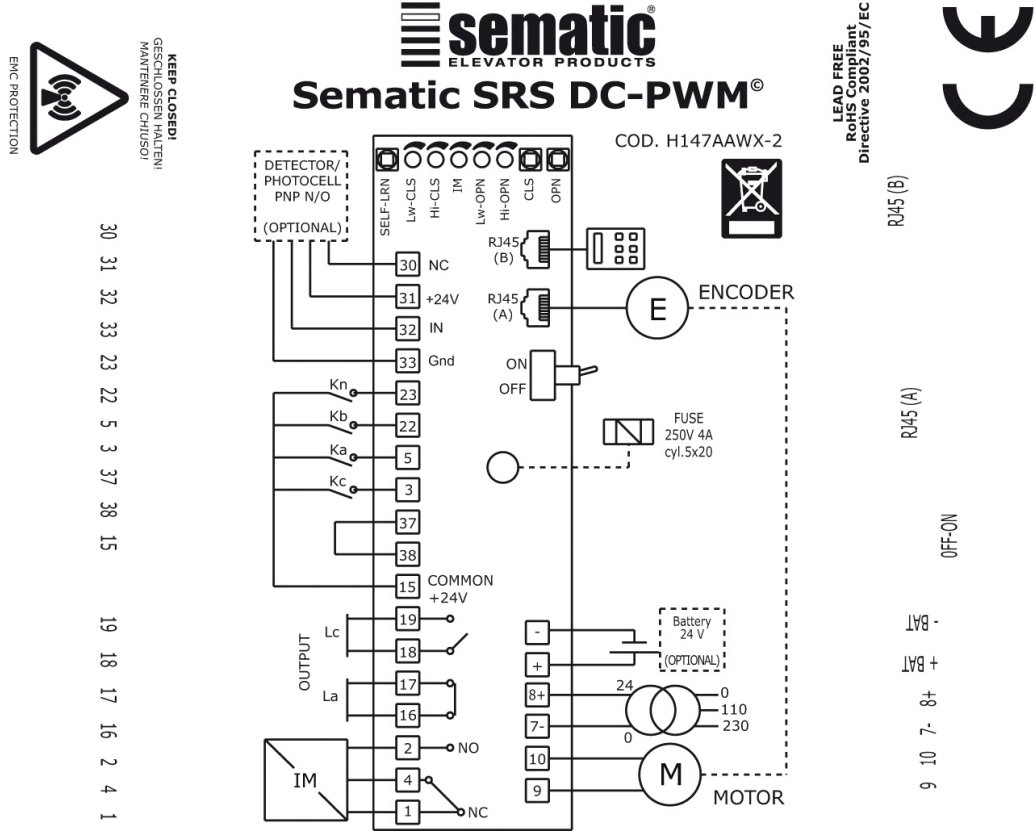 sematic®
ELEVATOR PRODUCTS
Sematic SRS DC-PWM©
COD. H147AAWX-2
KEEP CLOSED!
GESCHLOSSEN HALTEN!
MANTENERE CHIUSO!
EMC PROTECTION
LEAD FREE
RoHS Compliant
Directive 2002/95/EC
CE
DETECTOR/
PHOTOCELL
PNP N/O
(OPTIONAL)
SELF-LRN
Lw-CLS
Hi-CLS
IM
Lw-OPN
Hi-OPN
CLS
OPN
30 NC
31 +24V
32 IN
33 Gnd
Kn 23
Kb 22
Ka 5
Kc 3
37
38
15 COMMON
+24V
OUTPUT
Lc
19
18
La
17
16
2 NO
IM
4
1 NC
RJ45
(B)
RJ45
(A)
E
ENCODER
ON
OFF
FUSE
250V 4A
cyl.5x20
-
+
Battery
24 V
(OPTIONAL)
8+
7-
24
0
0
110
230
10
9
M
MOTOR
30
31
32
33
23
22
5
3
37
38
15
19
18
17
16
2
4
1
RJ45 (B)
RJ45 (A)
OFF-ON
- BAT
+ BAT
8+
7-
10
9